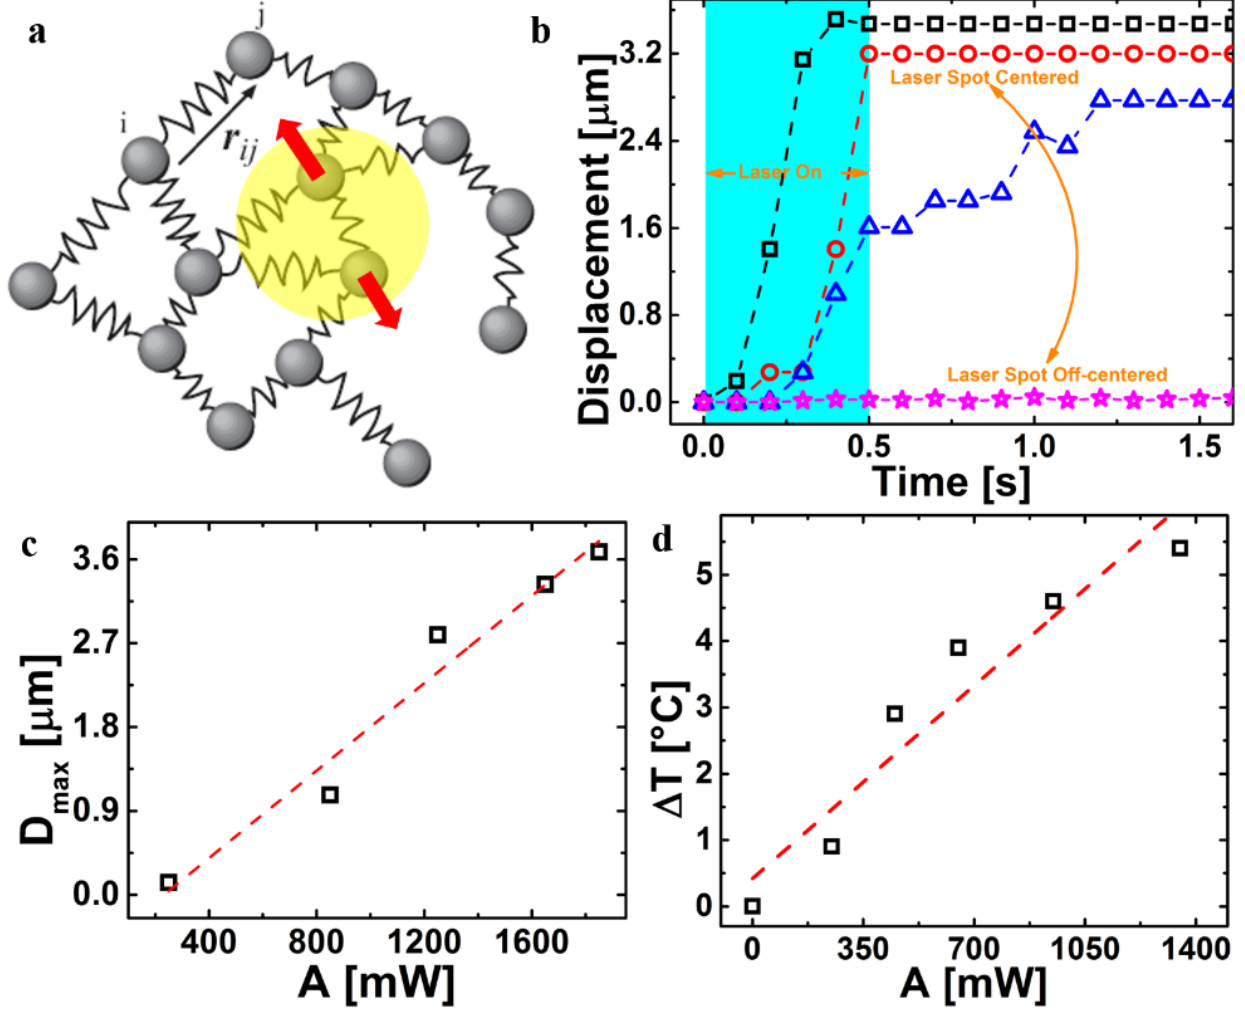 a
j
i
r ij
b
Displacement [μm]
3.2
2.4
1.6
0.8
0.0
Laser Spot Centered
Laser On
Laser Spot Off-centered
0.0 0.5 1.0 1.5
Time [s]
c
D max [μm]
3.6
2.7
1.8
0.9
0.0
400 800 1200 1600
A [mW]
d
ΔT [°C]
5
4
3
2
1
0
0 350 700 1050 1400
A [mW]